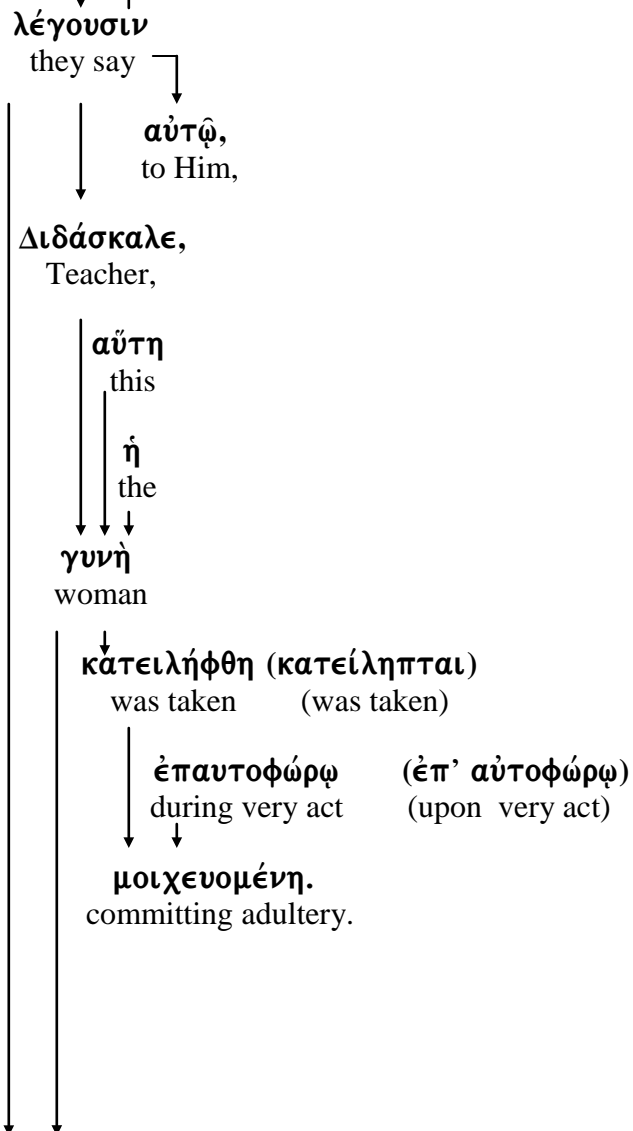 λέγουσιν
they say
αὐτῷ,
to Him,
Διδάσκαλε,
Teacher,
αὕτη
this
ἡ
the
γυνὴ
woman
κατειλήφθη (κατείληπται)
was taken (was taken)
ἐπαυτοφώρῳ (ἐπ’ αὐτοφώρῳ)
during very act (upon very act)
μοιχευομένη.
committing adultery.